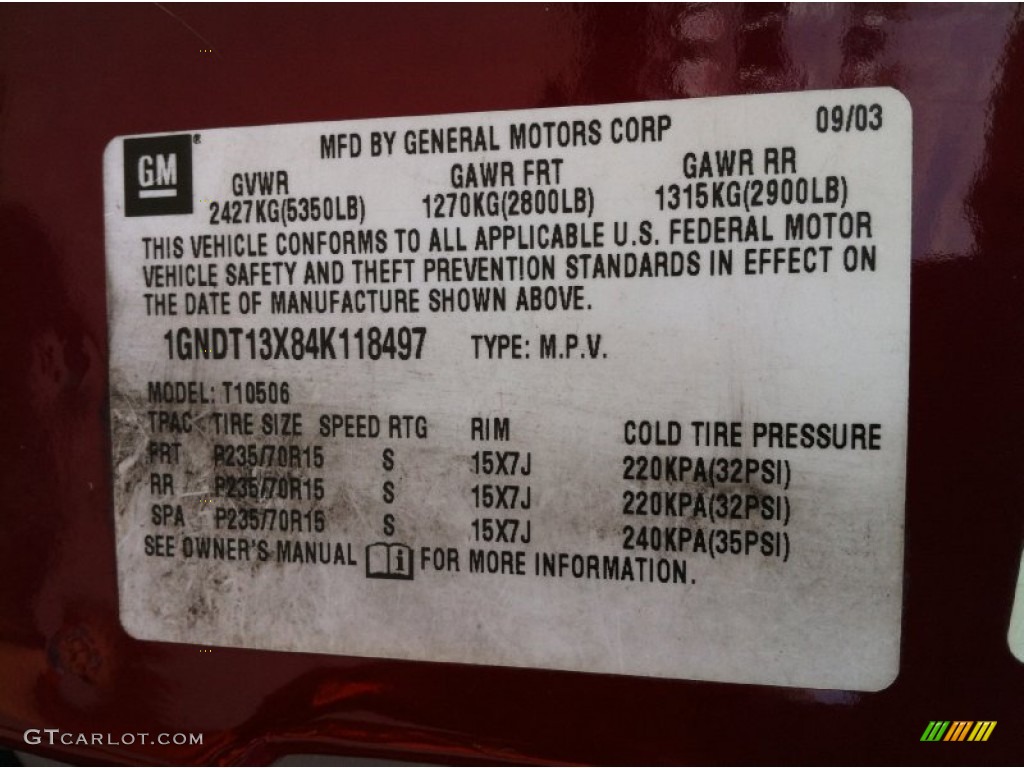 GM ®
MFD BY GENERAL MOTORS CORP 09/03
GVWR GAWR FRT GAWR RR
2427KG(5350LB) 1270KG(2800LB) 1315KG(2900LB)
THIS VEHICLE CONFORMS TO ALL APPLICABLE U.S. FEDERAL MOTOR
VEHICLE SAFETY AND THEFT PREVENTION STANDARDS IN EFFECT ON
THE DATE OF MANUFACTURE SHOWN ABOVE.
1GNDT13X84K118497 TYPE: M.P.V.
MODEL: T10506
TPAC TIRE SIZE SPEED RTG RIM COLD TIRE PRESSURE
FRT P235/70R15 S 15X7J 220KPA(32PSI)
RR P235/70R15 S 15X7J 220KPA(32PSI)
SPA P235/70R15 S 15X7J 240KPA(35PSI)
SEE OWNER'S MANUAL i FOR MORE INFORMATION.
GTCARLOT.COM